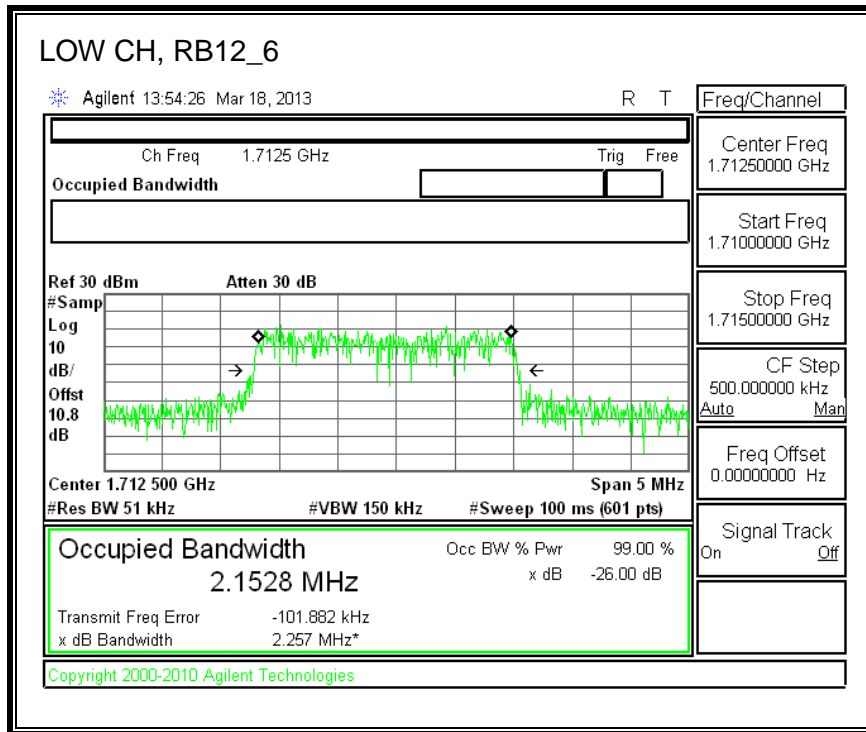 LOW CH, RB12_6
Agilent 13:54:26 Mar 18, 2013 R T
Freq/Channel
Ch Freq 1.7125 GHz Trig Free
Occupied Bandwidth
Center Freq
1.71250000 GHz
Start Freq
1.71000000 GHz
Stop Freq
1.71500000 GHz
CF Step
500.000000 kHz
Auto Man
Freq Offset
0.00000000 Hz
Signal Track
On Off
Ref 30 dBm Atten 30 dB
#Samp
Log
10
dB/
Offst
10.8
dB
Center 1.712 500 GHz Span 5 MHz
#Res BW 51 kHz #VBW 150 kHz #Sweep 100 ms (601 pts)
Occupied Bandwidth Occ BW % Pwr 99.00 %
2.1528 MHz x dB -26.00 dB
Transmit Freq Error -101.882 kHz
x dB Bandwidth 2.257 MHz*
Copyright 2000-2010 Agilent Technologies